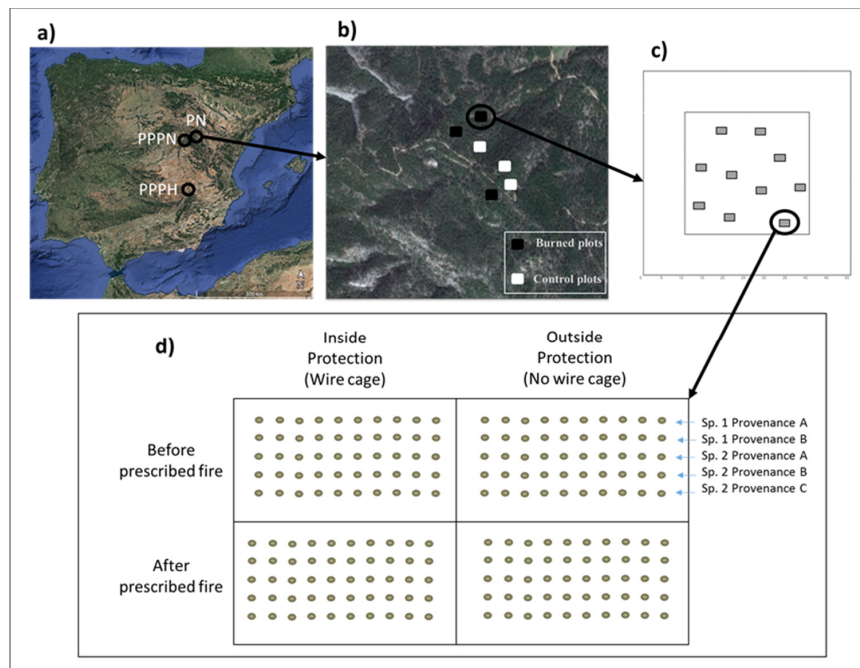 a)
PN
PPPN
PPPH
b)
Burned plots
Control plots
c)
d)
Inside
Protection
(Wire cage)
Outside
Protection
(No wire cage)
Before
prescribed fire
Sp. 1 Provenance A
Sp. 1 Provenance B
Sp. 2 Provenance A
Sp. 2 Provenance B
Sp. 2 Provenance C
After
prescribed fire